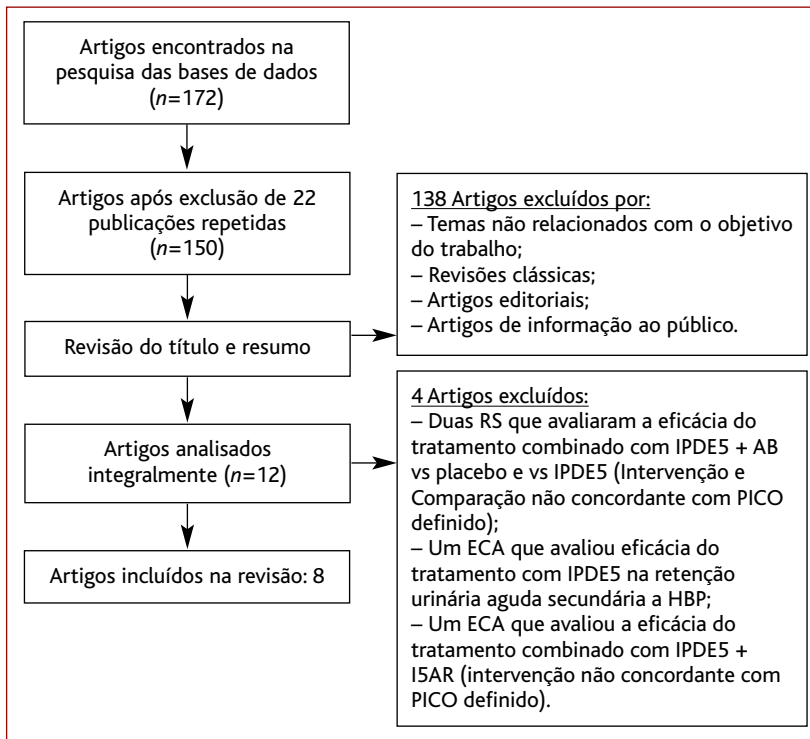 Artigos encontrados na
pesquisa das bases de dados
(n=172)
Artigos após exclusão de 22
publicações repetidas
(n=150)
138 Artigos excluídos por:
– Temas não relacionados com o objetivo
do trabalho;
– Revisões clássicas;
– Artigos editoriais;
– Artigos de informação ao público.
Revisão do título e resumo
Artigos analisados
integralmente (n=12)
4 Artigos excluídos:
– Duas RS que avaliaram a eficácia do
tratamento combinado com IPDE5 + AB
vs placebo e vs IPDE5 (Intervenção e
Comparação não concordante com PICO
definido);
– Um ECA que avaliou eficácia do
tratamento com IPDE5 na retenção
urinária aguda secundária a HBP;
– Um ECA que avaliou a eficácia do
tratamento combinado com IPDE5 +
I5AR (intervenção não concordante com
PICO definido).
Artigos incluídos na revisão: 8